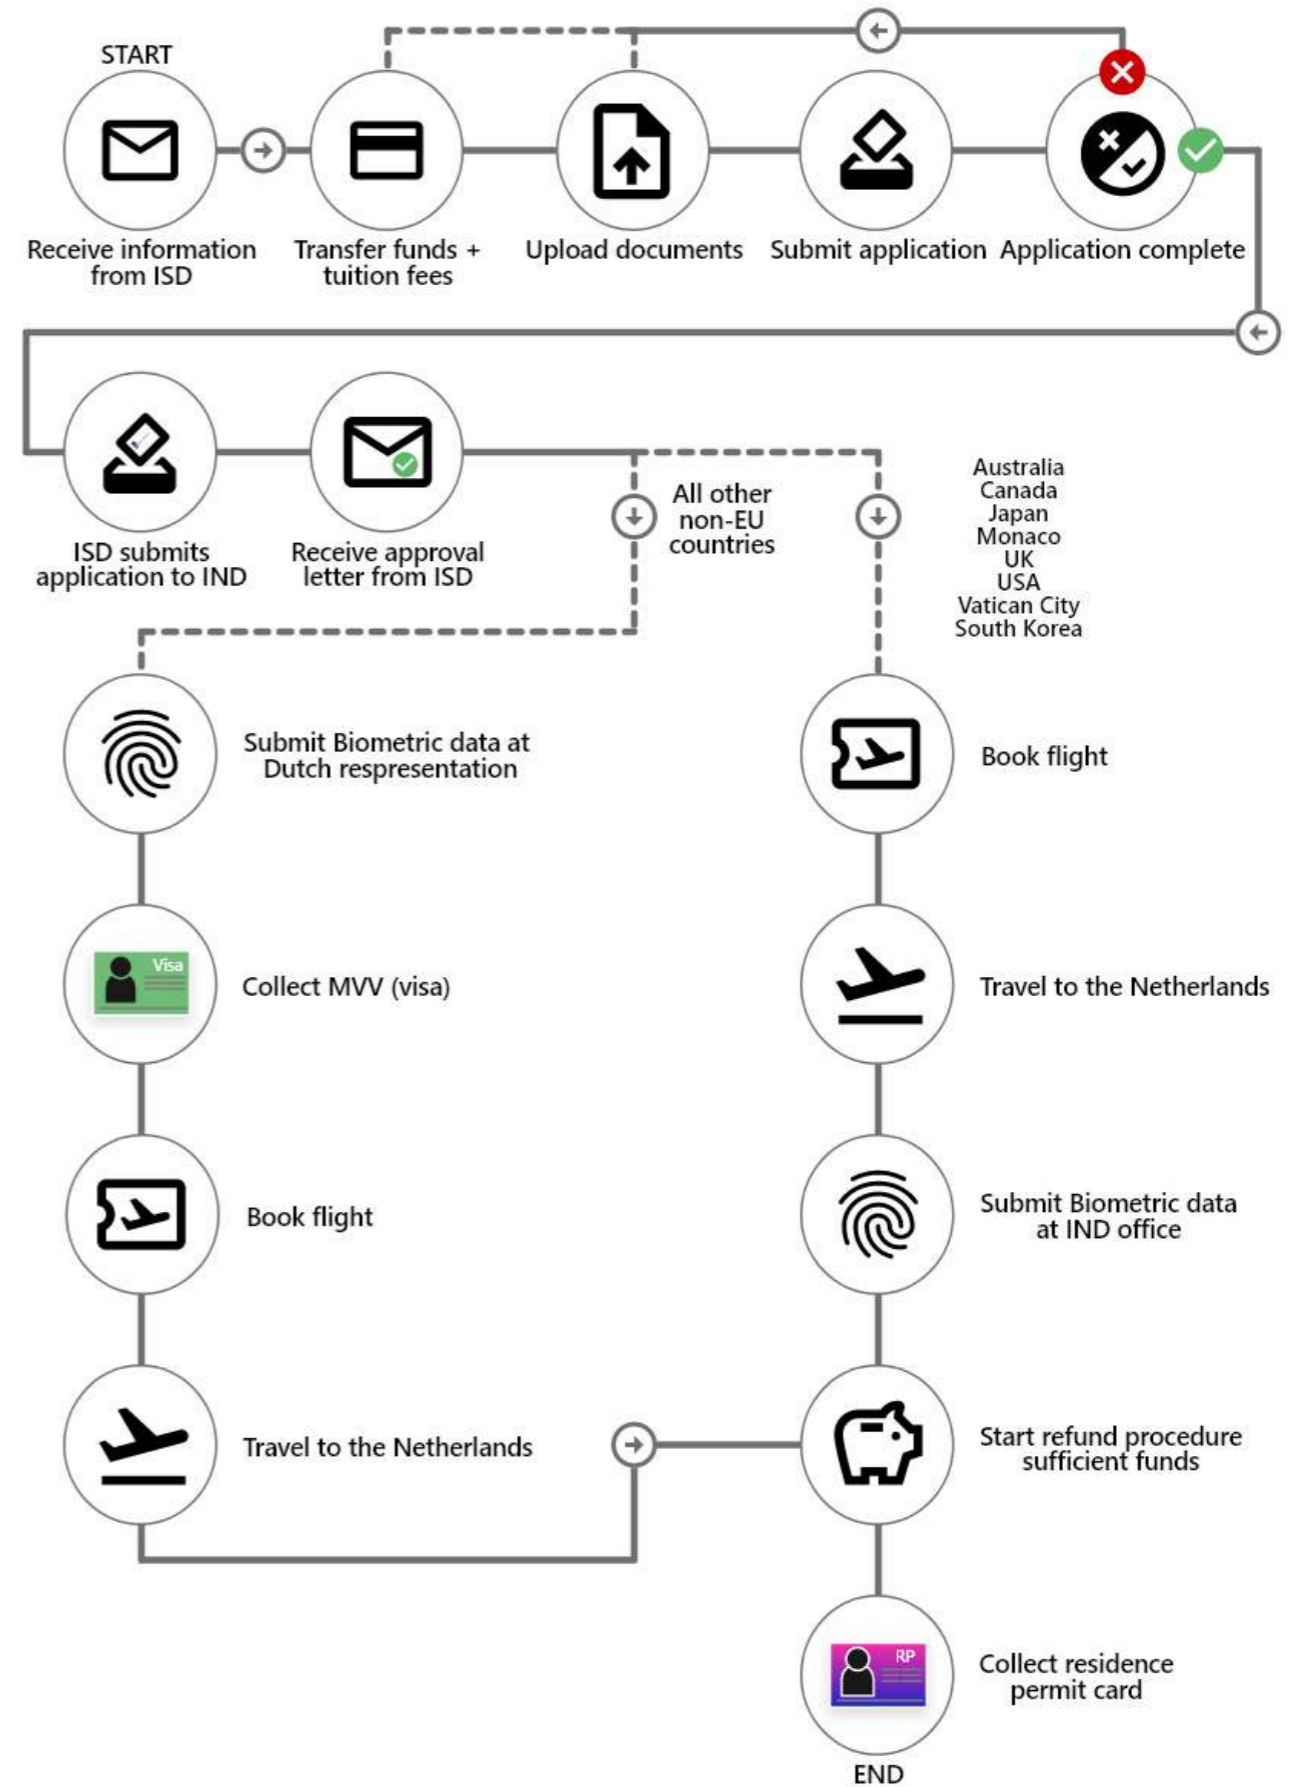 START
Receive information
from ISD
Transfer funds +
tuition fees
Upload documents
Submit application
Application complete
ISD submits
application to IND
Receive approval
letter from ISD
All other
non-EU
countries
Australia
Canada
Japan
Monaco
UK
USA
Vatican City
South Korea
Submit Biometric data at
Dutch respresentation
Book flight
Visa
Collect MVV (visa)
Travel to the Netherlands
Book flight
Submit Biometric data
at IND office
Travel to the Netherlands
Start refund procedure
sufficient funds
RP
Collect residence
permit card
END